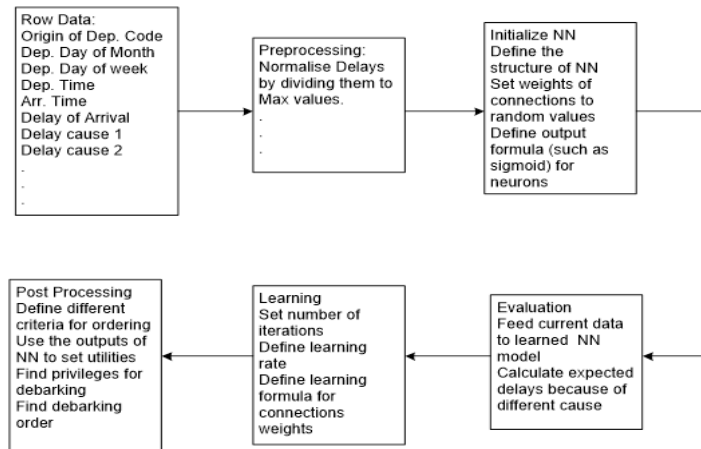 Row Data:
Origin of Dep. Code
Dep. Day of Month
Dep. Day of week
Dep. Time
Arr. Time
Delay of Arrival
Delay cause 1
Delay cause 2
.
.
.
Preprocessing:
Normalise Delays
by dividing them to
Max values.
.
.
.
Initialize NN
Define the
structure of NN
Set weights of
connections to
random values
Define output
formula (such as
sigmoid) for
neurons
Post Processing
Define different
criteria for ordering
Use the outputs of
NN to set utilities
Find privileges for
debarking
Find debarking
order
Learning
Set number of
iterations
Define learning
rate
Define learning
formula for
connections
weights
Evaluation
Feed current data
to learned NN
model
Calculate expected
delays because of
different cause